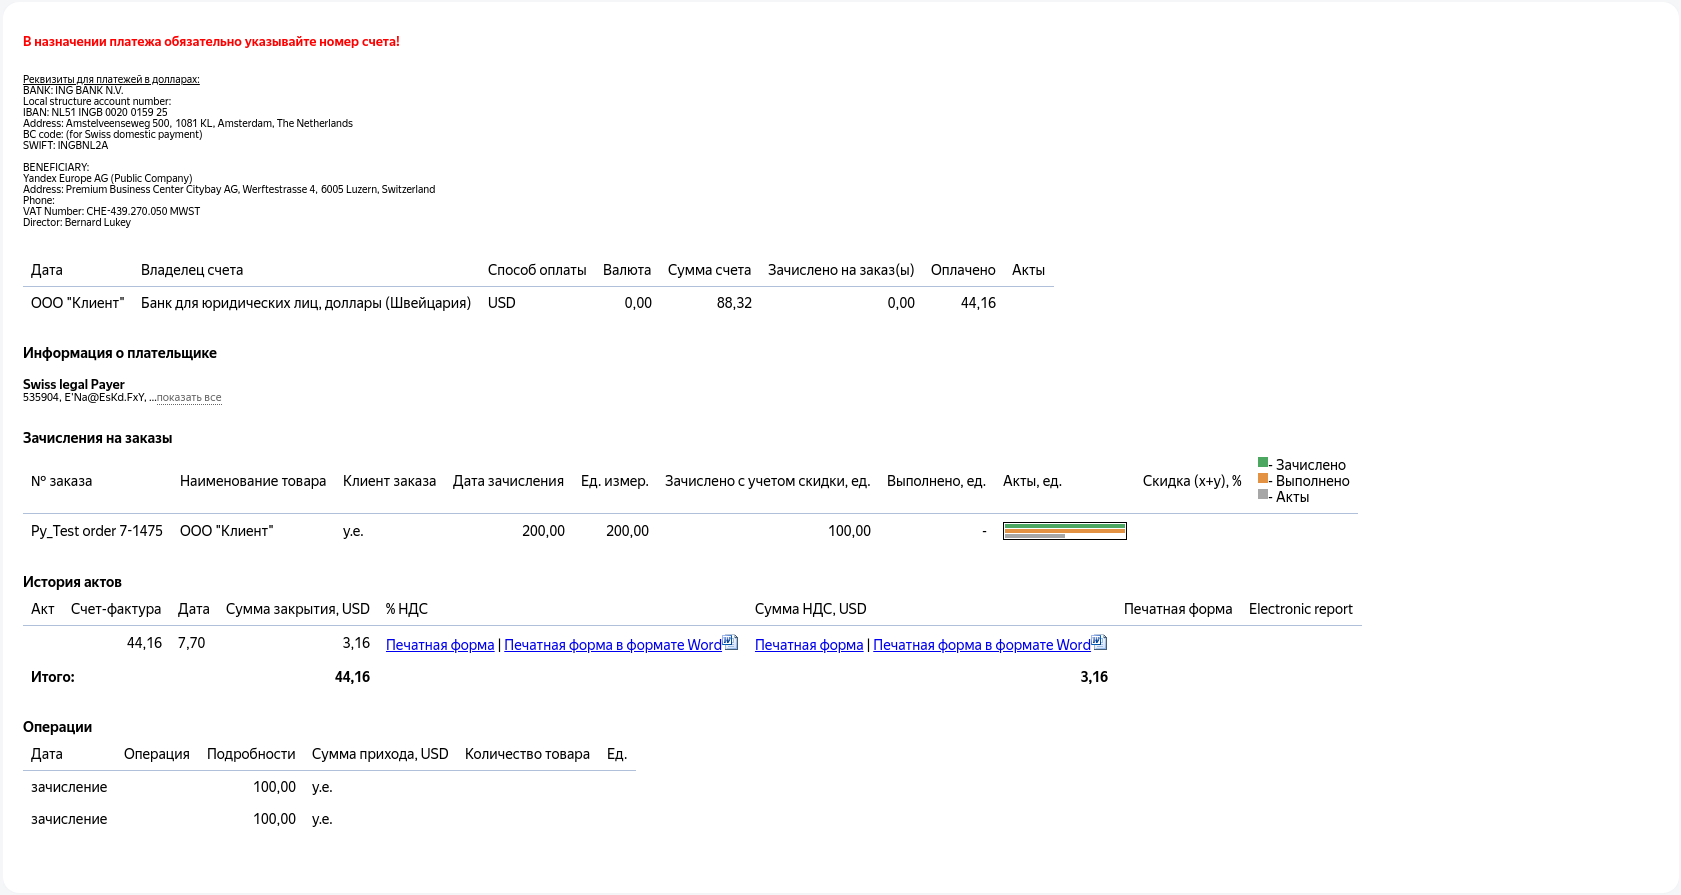 В назначении платежа обязательно указывайте номер счета!
Реквизиты для платежей в долларах:
BANK: ING BANK N.V.
Local structure account number:
IBAN: NL51 INGB 0020 0159 25
Address: Amstelveenseweg 500, 1081 KL, Amsterdam, The Netherlands
BC code: (for Swiss domestic payment)
SWIFT: INGBNL2A
BENEFICIARY:
Yandex Europe AG (Public Company)
Address: Premium Business Center Citybay AG, Werftestrasse 4, 6005 Luzern, Switzerland
Phone:
VAT Number: CHE-439.270.050 MWST
Director: Bernard Lukey
Дата Владелец счета Способ оплаты Валюта Сумма счета Зачислено на заказ(ы) Оплачено Акты
ООО "Клиент" Банк для юридических лиц, доллары (Швейцария) USD 0,00 88,32 0,00 44,16
Информация о плательщике
Swiss legal Payer
535904, E'Na@EsKd.FxY, ...показать все
Зачисления на заказы
№ заказа Наименование товара Клиент заказа Дата зачисления Ед. измер. Зачислено с учетом скидки, ед. Выполнено, ед. Акты, ед. Скидка (x+y), %
- Зачислено
- Выполнено
- Акты
Py_Test order 7-1475 ООО "Клиент" у.е. 200,00 200,00 100,00 -
История актов
Акт Счет-фактура Дата Сумма закрытия, USD % НДС Сумма НДС, USD Печатная форма Electronic report
44,16 7,70 3,16 Печатная форма | Печатная форма в формате Word Печатная форма | Печатная форма в формате Word
Итого: 44,16 3,16
Операции
Дата Операция Подробности Сумма прихода, USD Количество товара Ед.
зачисление 100,00 у.е.
зачисление 100,00 у.е.